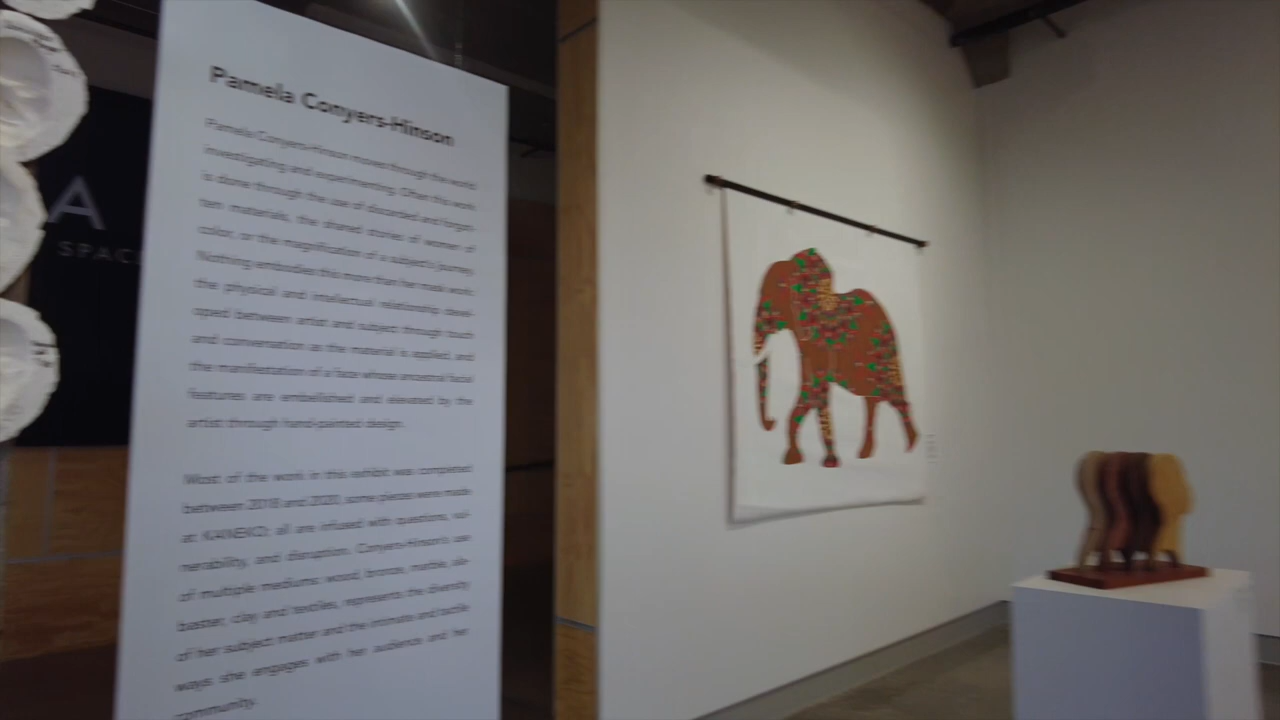 Pamela Conyers-Hinson
Pamela Conyers-Hinson moves through the world
investigating and experimenting. Often this work
is done through the use of discarded and forgot-
ten materials, the shared stories of women of
color, or the magnification of a subject's journey.
Nothing embodies this more than her mask work:
the physical and intellectual relationship devel-
oped between artist and subject through touch
and conversation as the material is applied, and
the manifestation of a face whose ancestral facial
features are embellished and elevated by the
artist through hand-painted design.
Most of the work in this exhibit was completed
between 2018 and 2020, some pieces were made
at KANEKO; all are infused with questions, vul-
nerability, and disruption. Conyers-Hinson's use
of multiple mediums: wood, bronze, marble, ala-
baster, clay and textiles, represents the diversity
of her subject matter and the intimate and tactile
ways she engages with her audience and her
community.
A
SPACE